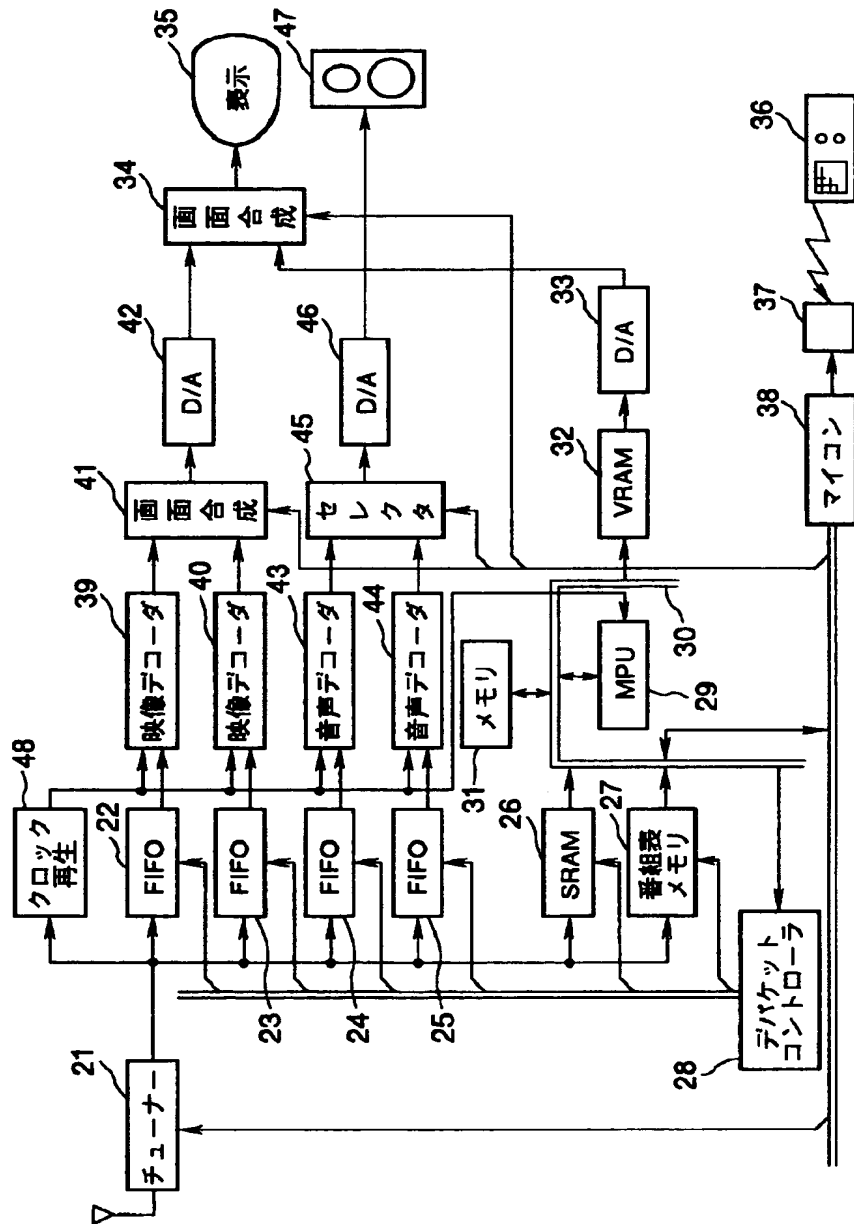 21
チューナー
48
クロック
再生
22
FIFO
FIFO
23
FIFO
24
FIFO
25
26
SRAM
27
番組表
メモリ
28
デパケット
コントローラ
39
映像デコーダ
40
映像デコーダ
43
音声デコーダ
44
音声デコーダ
31
メモリ
MPU
29
30
41
画面合成
45
セレクタ
42
D/A
46
D/A
32
VRAM
33
D/A
34
画面合成
35
表示
47
36
37
38
マイコン